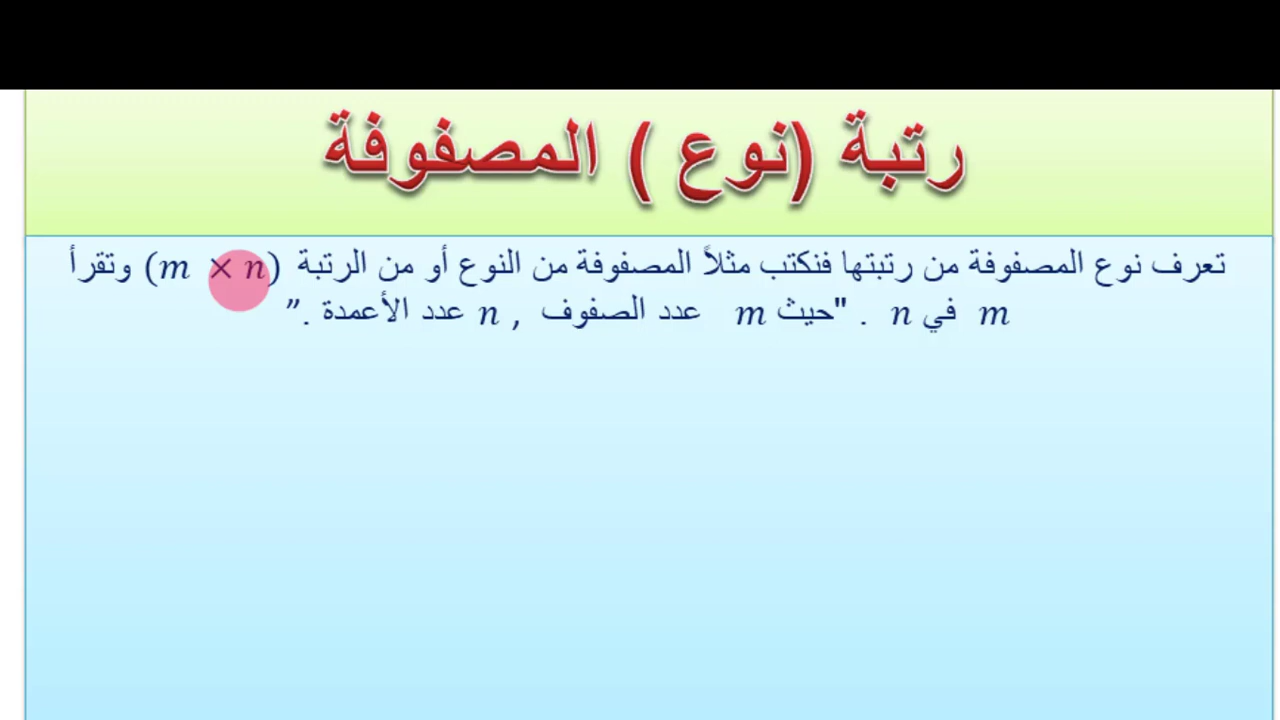 رتبة (نوع ) المصفوفة
تعرف نوع المصفوفة من رتبتها فنكتب مثلاً المصفوفة من النوع أو من الرتبة (m × n) وتقرأ
m في n . "حيث m عدد الصفوف , n عدد الأعمدة .”